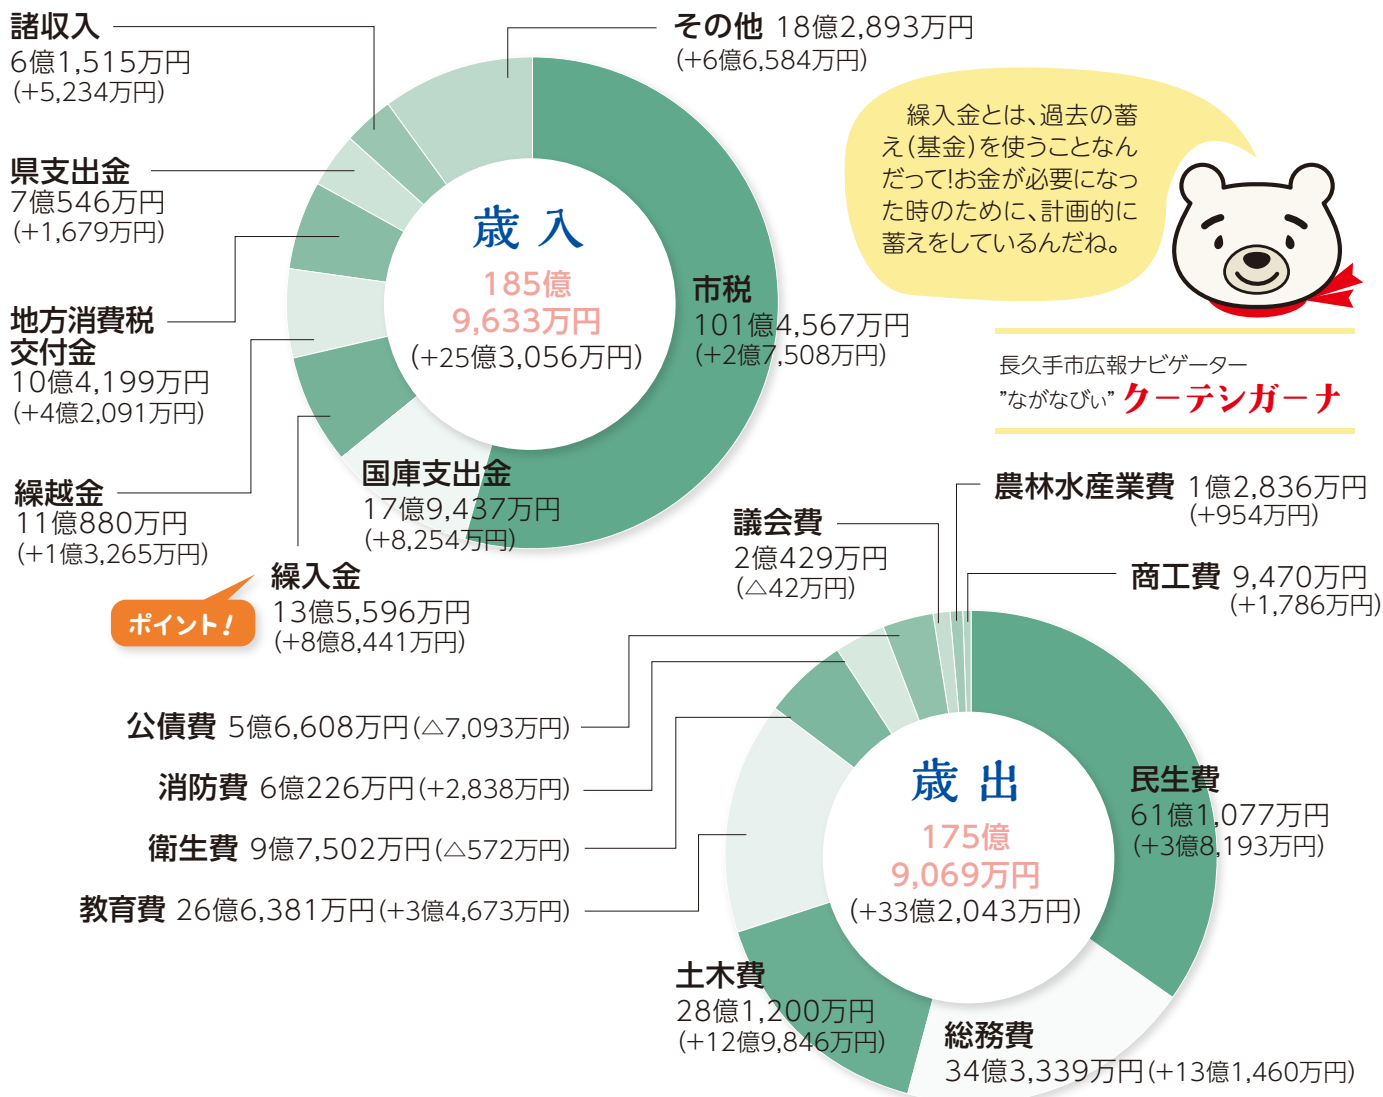 諸収入
6億1,515万円
(+5,234万円)
その他 18億2,893万円
(+6億6,584万円)
県支出金
7億546万円
(+1,679万円)
地方消費税
交付金
10億4,199万円
(+4億2,091万円)
繰越金
11億880万円
(+1億3,265万円)
ポイント!
繰入金
13億5,596万円
(+8億8,441万円)
国庫支出金
17億9,437万円
(+8,254万円)
歳入
185億
9,633万円
(+25億3,056万円)
市税
101億4,567万円
(+2億7,508万円)
繰入金とは、過去の蓄
え(基金)を使うことなん
だって!お金が必要になっ
た時のために、計画的に
蓄えをしているんだね。
長久手市広報ナビゲーター
”ながなびぃ” クーテンガーナ
農林水産業費 1億2,836万円
(+954万円)
議会費
2億429万円
(△42万円)
商工費 9,470万円
(+1,786万円)
公債費 5億6,608万円(△7,093万円)
消防費 6億226万円(+2,838万円)
衛生費 9億7,502万円(△572万円)
教育費 26億6,381万円(+3億4,673万円)
歳出
175億
9,069万円
(+33億2,043万円)
民生費
61億1,077万円
(+3億8,193万円)
土木費
28億1,200万円
(+12億9,846万円)
総務費
34億3,339万円(+13億1,460万円)